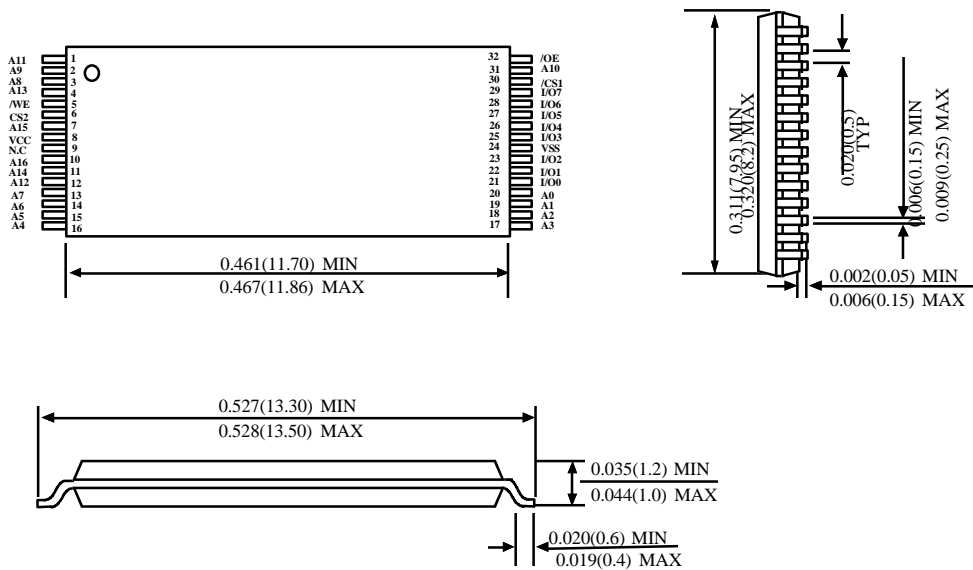 A11 1 32 /OE
A9 2 31 A10
A8 3 30 /CS1
A13 4 29 I/O7
/WE 5 28 I/O6
CS2 6 27 I/O5
A15 7 26 I/O4
VCC 8 25 I/O3
N.C 9 24 VSS
A16 10 23 I/O2
A14 11 22 I/O1
A12 12 21 I/O0
A7 13 20 A0
A6 14 19 A1
A5 15 18 A2
A4 16 17 A3
0.461(11.70) MIN
0.467(11.86) MAX
0.311(7.95) MIN
0.320(8.2) MAX
0.020(0.5)
TYP
0.006(0.15) MIN
0.009(0.25) MAX
0.002(0.05) MIN
0.006(0.15) MAX
0.527(13.30) MIN
0.528(13.50) MAX
0.035(1.2) MIN
0.044(1.0) MAX
0.020(0.6) MIN
0.019(0.4) MAX